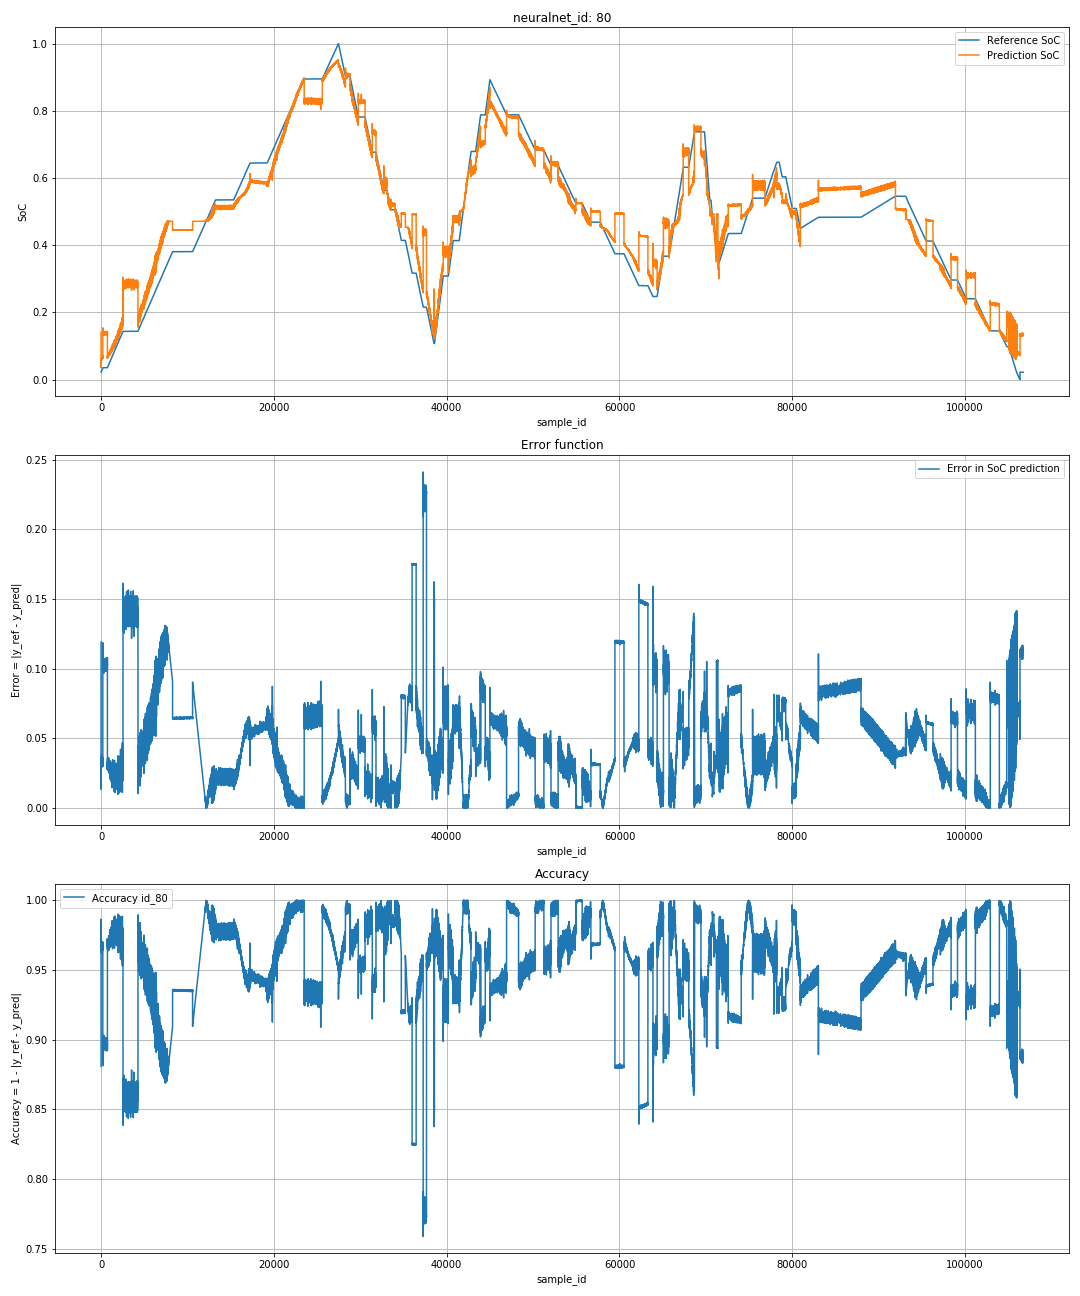 neuralnet_id: 80
Reference SoC
Prediction SoC
1.0
0.8
0.6
0.4
0.2
0.0
SoC
0 20000 40000 60000 80000 100000
sample_id
Error function
Error in SoC prediction
0.25
0.20
0.15
0.10
0.05
0.00
Error = |y_ref - y_pred|
0 20000 40000 60000 80000 100000
sample_id
Accuracy
Accuracy id_80
1.00
0.95
0.90
0.85
0.80
0.75
Accuracy = 1 - |y_ref - y_pred|
0 20000 40000 60000 80000 100000
sample_id